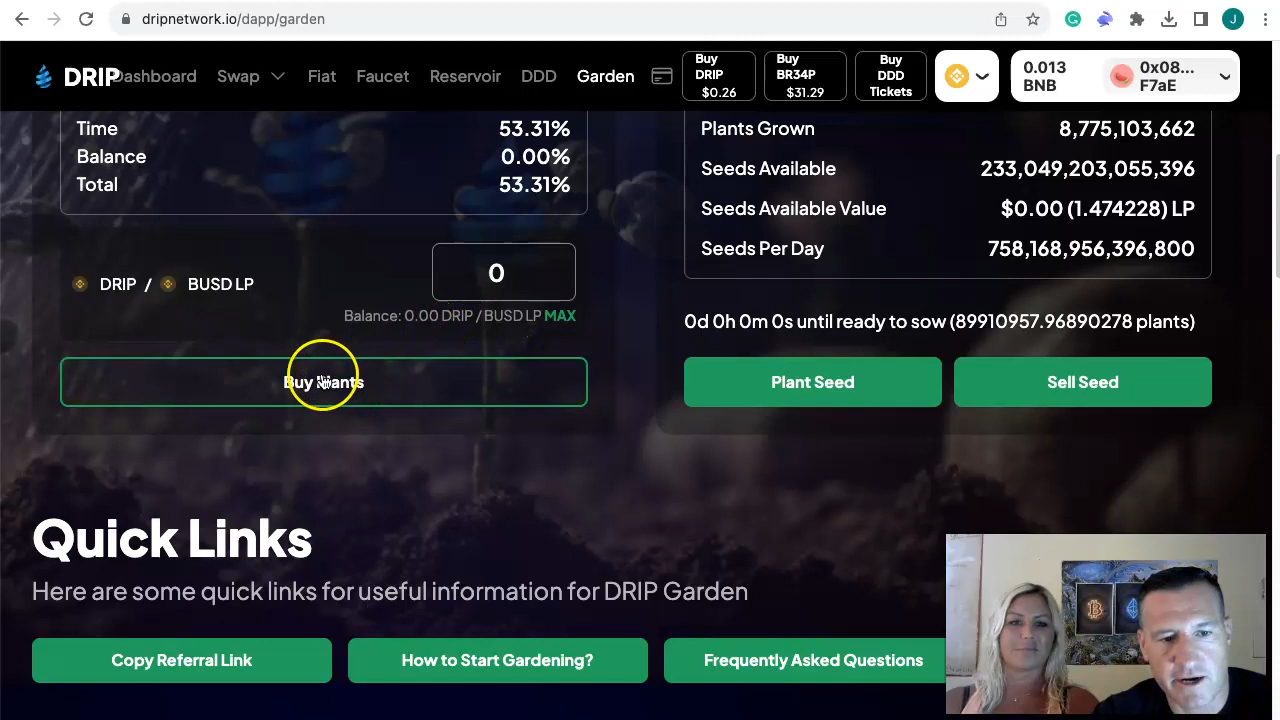 dripnetwork.io/dapp/garden
J
DRIP Dashboard Swap Fiat Faucet Reservoir DDD Garden
Buy DRIP $0.26
Buy BR34P $31.29
Buy DDD Tickets
0.013 BNB
0x08... F7aE
Time 53.31%
Balance 0.00%
Total 53.31%
DRIP / BUSD LP
0
Balance: 0.00 DRIP / BUSD LP MAX
Buy Plants
Plants Grown 8,775,103,662
Seeds Available 233,049,203,055,396
Seeds Available Value $0.00 (1.474228) LP
Seeds Per Day 758,168,956,396,800
0d 0h 0m 0s until ready to sow (89910957.96890278 plants)
Plant Seed
Sell Seed
Quick Links
Here are some quick links for useful information for DRIP Garden
Copy Referral Link
How to Start Gardening?
Frequently Asked Questions